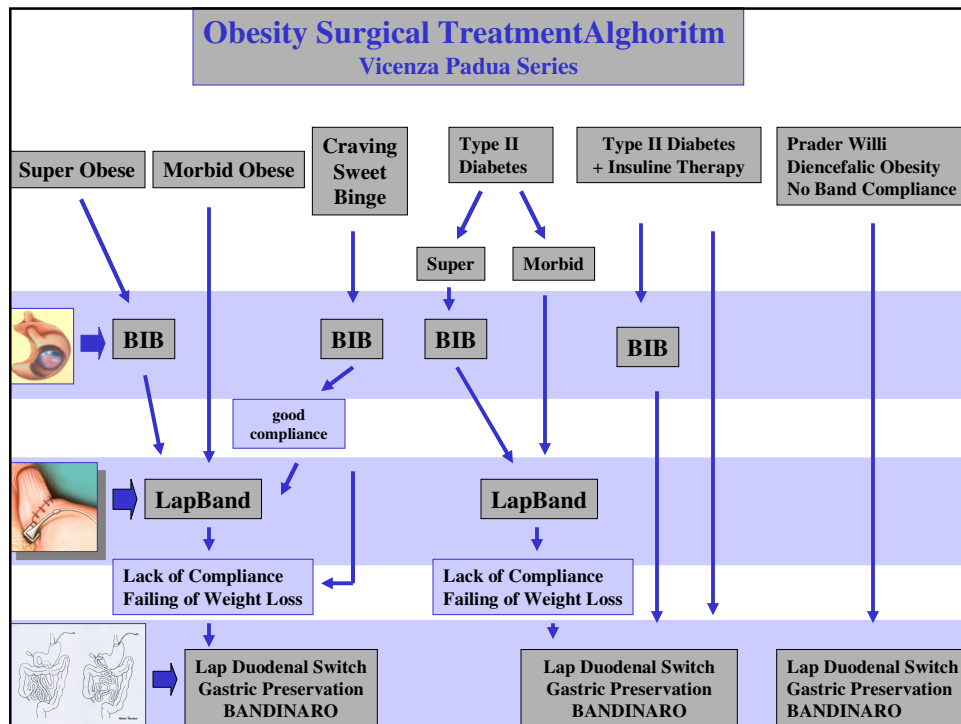 Obesity Surgical TreatmentAlghoritm
Vicenza Padua Series
Super Obese
Morbid Obese
Craving
Sweet
Binge
Type II
Diabetes
Type II Diabetes
+ Insuline Therapy
Prader Willi
Diencefalic Obesity
No Band Compliance
Super
Morbid
BIB
BIB
BIB
BIB
good
compliance
LapBand
LapBand
Lack of Compliance
Failing of Weight Loss
Lack of Compliance
Failing of Weight Loss
Lap Duodenal Switch
Gastric Preservation
BANDINARO
Lap Duodenal Switch
Gastric Preservation
BANDINARO
Lap Duodenal Switch
Gastric Preservation
BANDINARO